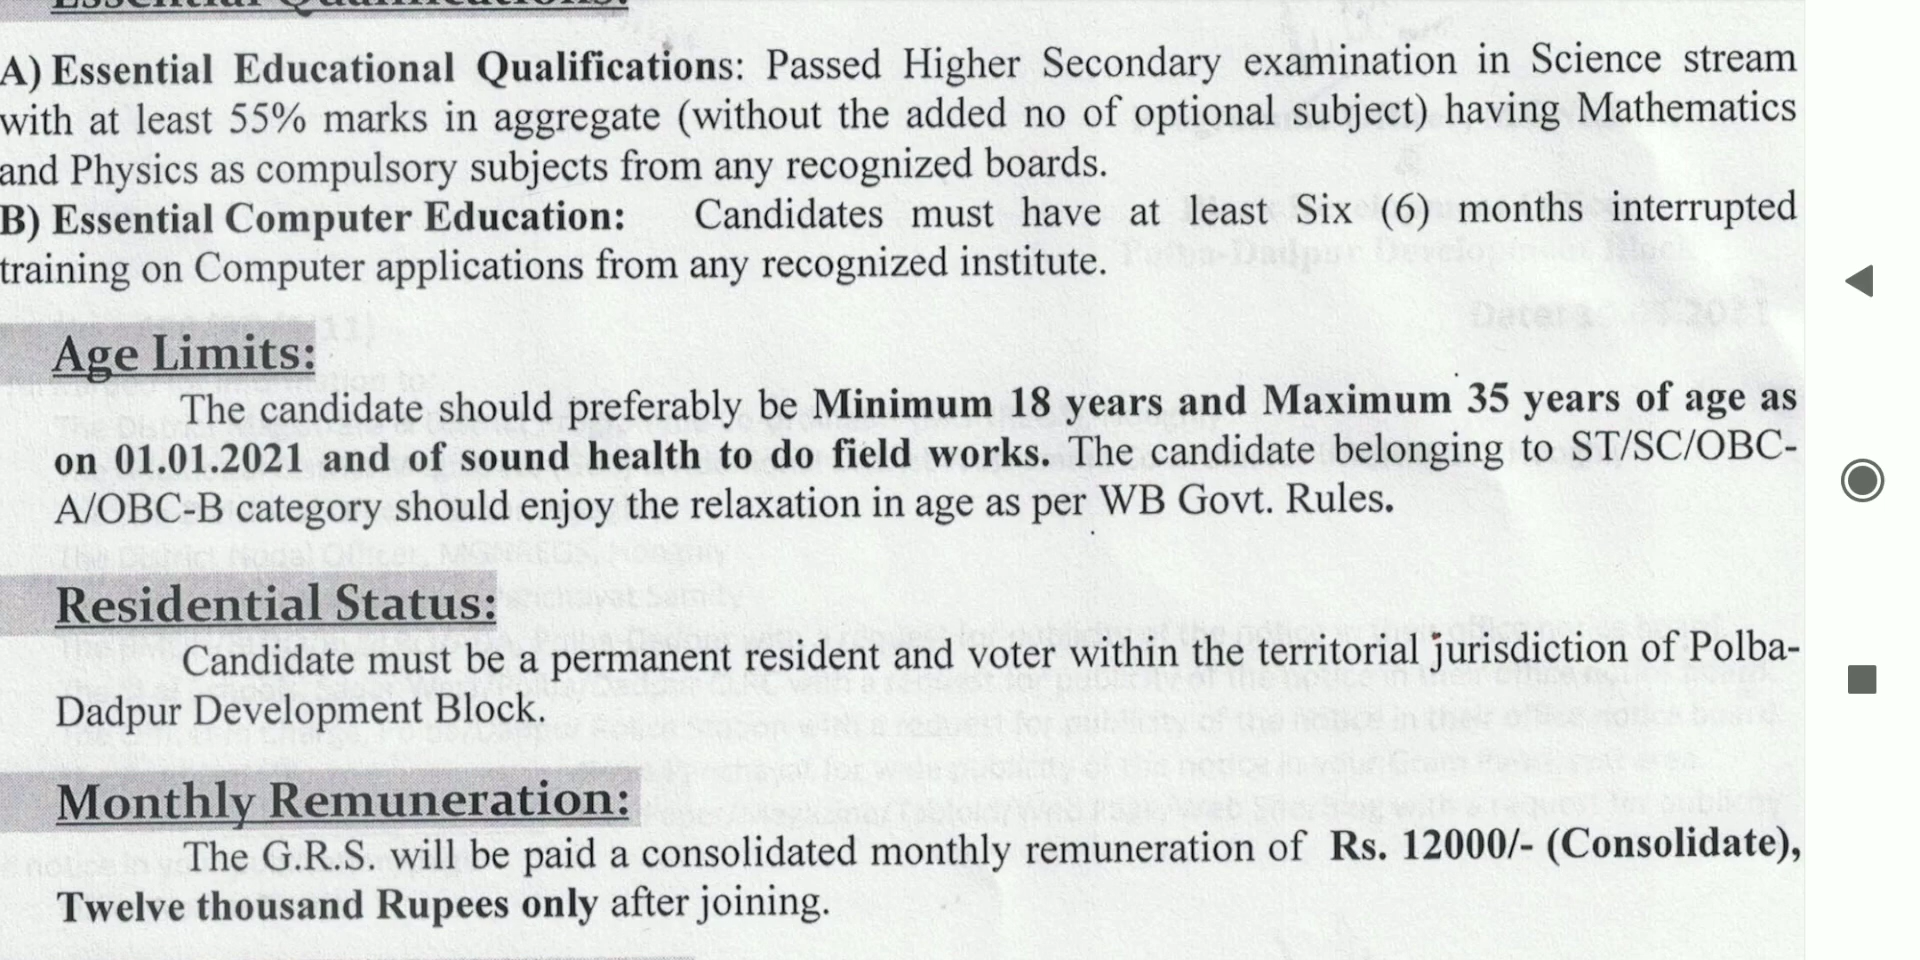 Essential Qualifications:
A) Essential Educational Qualifications: Passed Higher Secondary examination in Science stream
with at least 55% marks in aggregate (without the added no of optional subject) having Mathematics
and Physics as compulsory subjects from any recognized boards.
B) Essential Computer Education: Candidates must have at least Six (6) months interrupted
training on Computer applications from any recognized institute.
Age Limits:
The candidate should preferably be Minimum 18 years and Maximum 35 years of age as
on 01.01.2021 and of sound health to do field works. The candidate belonging to ST/SC/OBC-
A/OBC-B category should enjoy the relaxation in age as per WB Govt. Rules.
Residential Status:
Candidate must be a permanent resident and voter within the territorial jurisdiction of Polba-
Dadpur Development Block.
Monthly Remuneration:
The G.R.S. will be paid a consolidated monthly remuneration of Rs. 12000/- (Consolidate),
Twelve thousand Rupees only after joining.